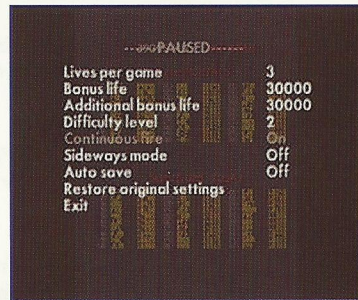 PAUSED
Lives per game 3
Bonus life 30000
Additional bonus life 30000
Difficulty level 2
Continuous fire On
Sideways mode Off
Auto save Off
Restore original settings
Exit